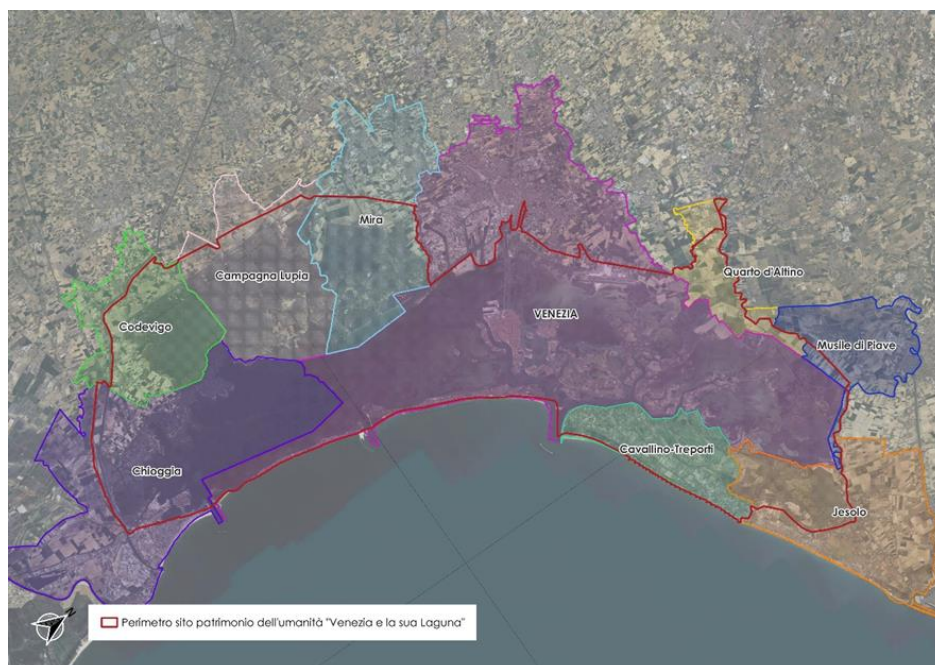 Mira
Campagna Lupia
Quarto d'Altino
Codevigo
VENEZIA
Musile di Piave
Cavallino-Treporti
Chioggia
Jesolo
N
Perimetro sito patrimonio dell'umanità "Venezia e la sua Laguna"